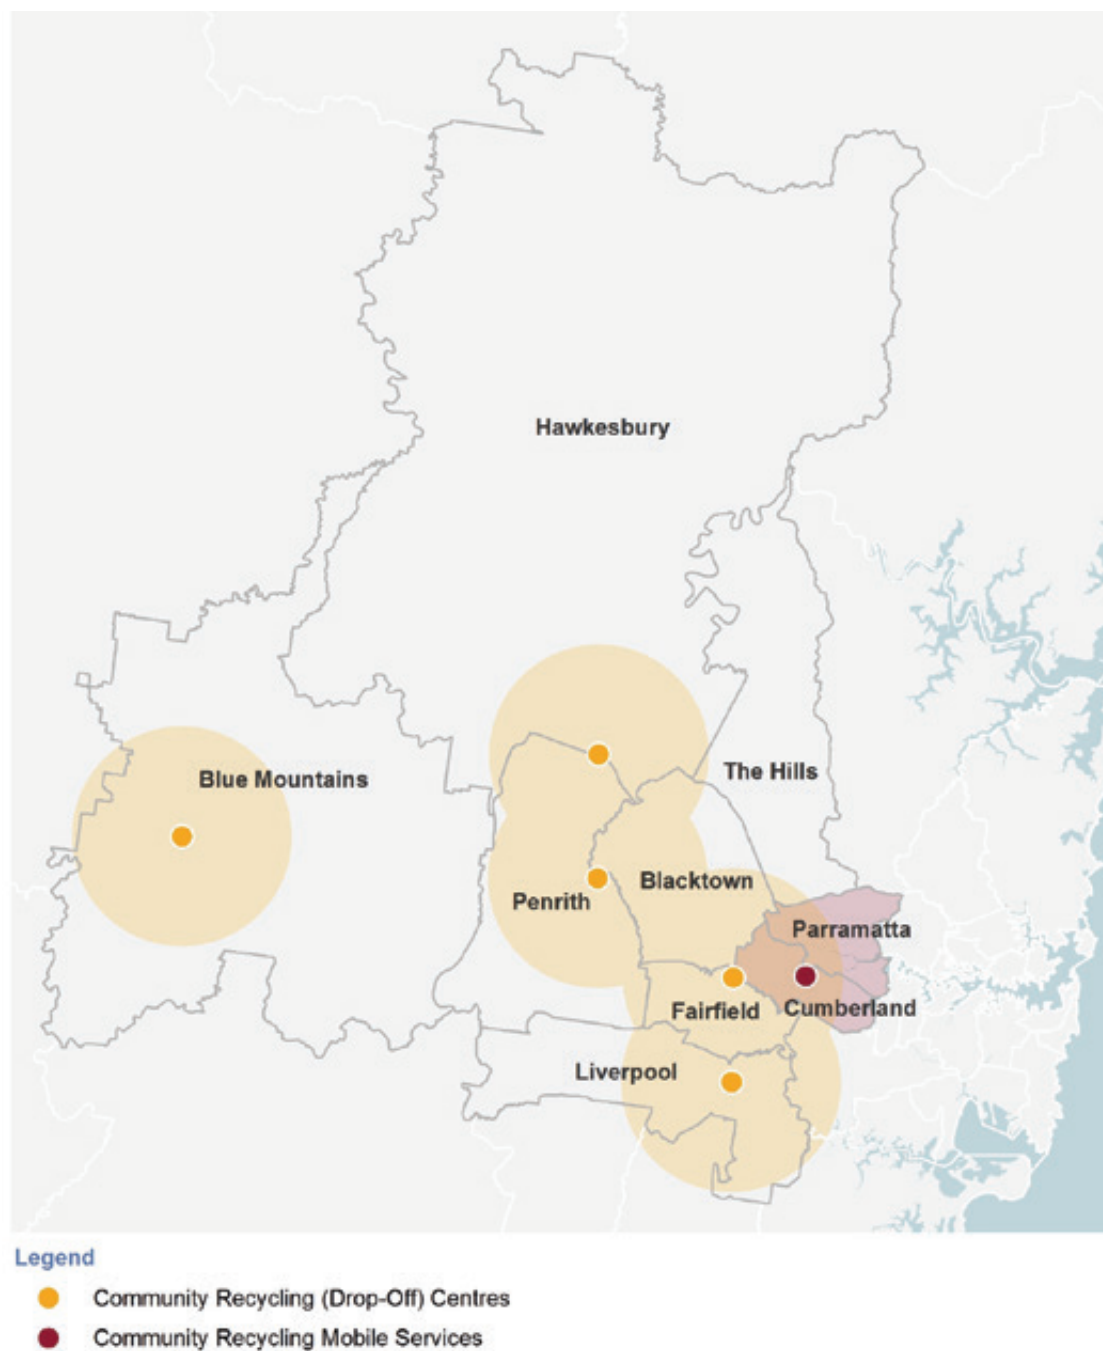 Hawkesbury
The Hills
Blue Mountains
Blacktown
Penrith
Parramatta
Cumberland
Fairfield
Liverpool
Legend
Community Recycling (Drop-Off) Centres
Community Recycling Mobile Services